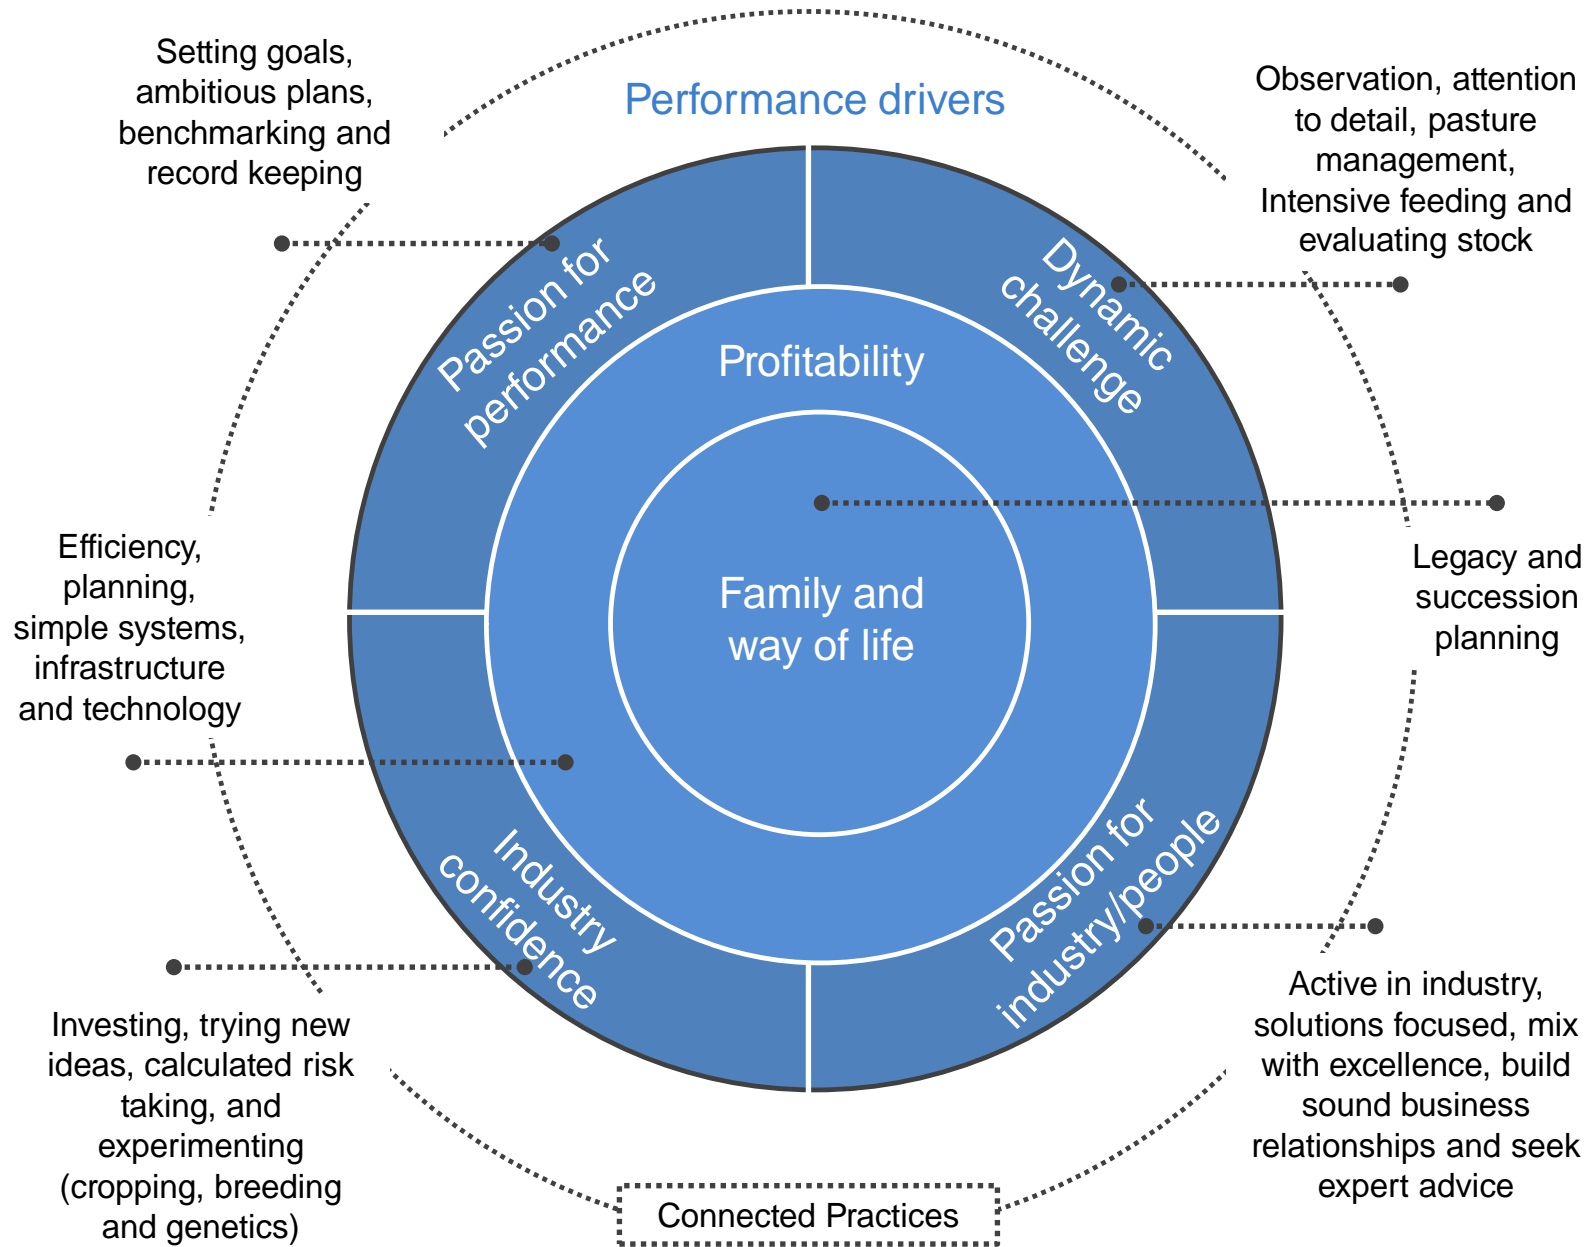 Setting goals,
ambitious plans,
benchmarking and
record keeping
Performance drivers
Observation, attention
to detail, pasture
management,
Intensive feeding and
evaluating stock
Passion for
performance
Dynamic
challenge
Profitability
Family and
way of life
Efficiency,
planning,
simple systems,
infrastructure
and technology
Legacy and
succession
planning
Industry
confidence
Passion for
industry/people
Investing, trying new
ideas, calculated risk
taking, and
experimenting
(cropping, breeding
and genetics)
Active in industry,
solutions focused, mix
with excellence, build
sound business
relationships and seek
expert advice
Connected Practices